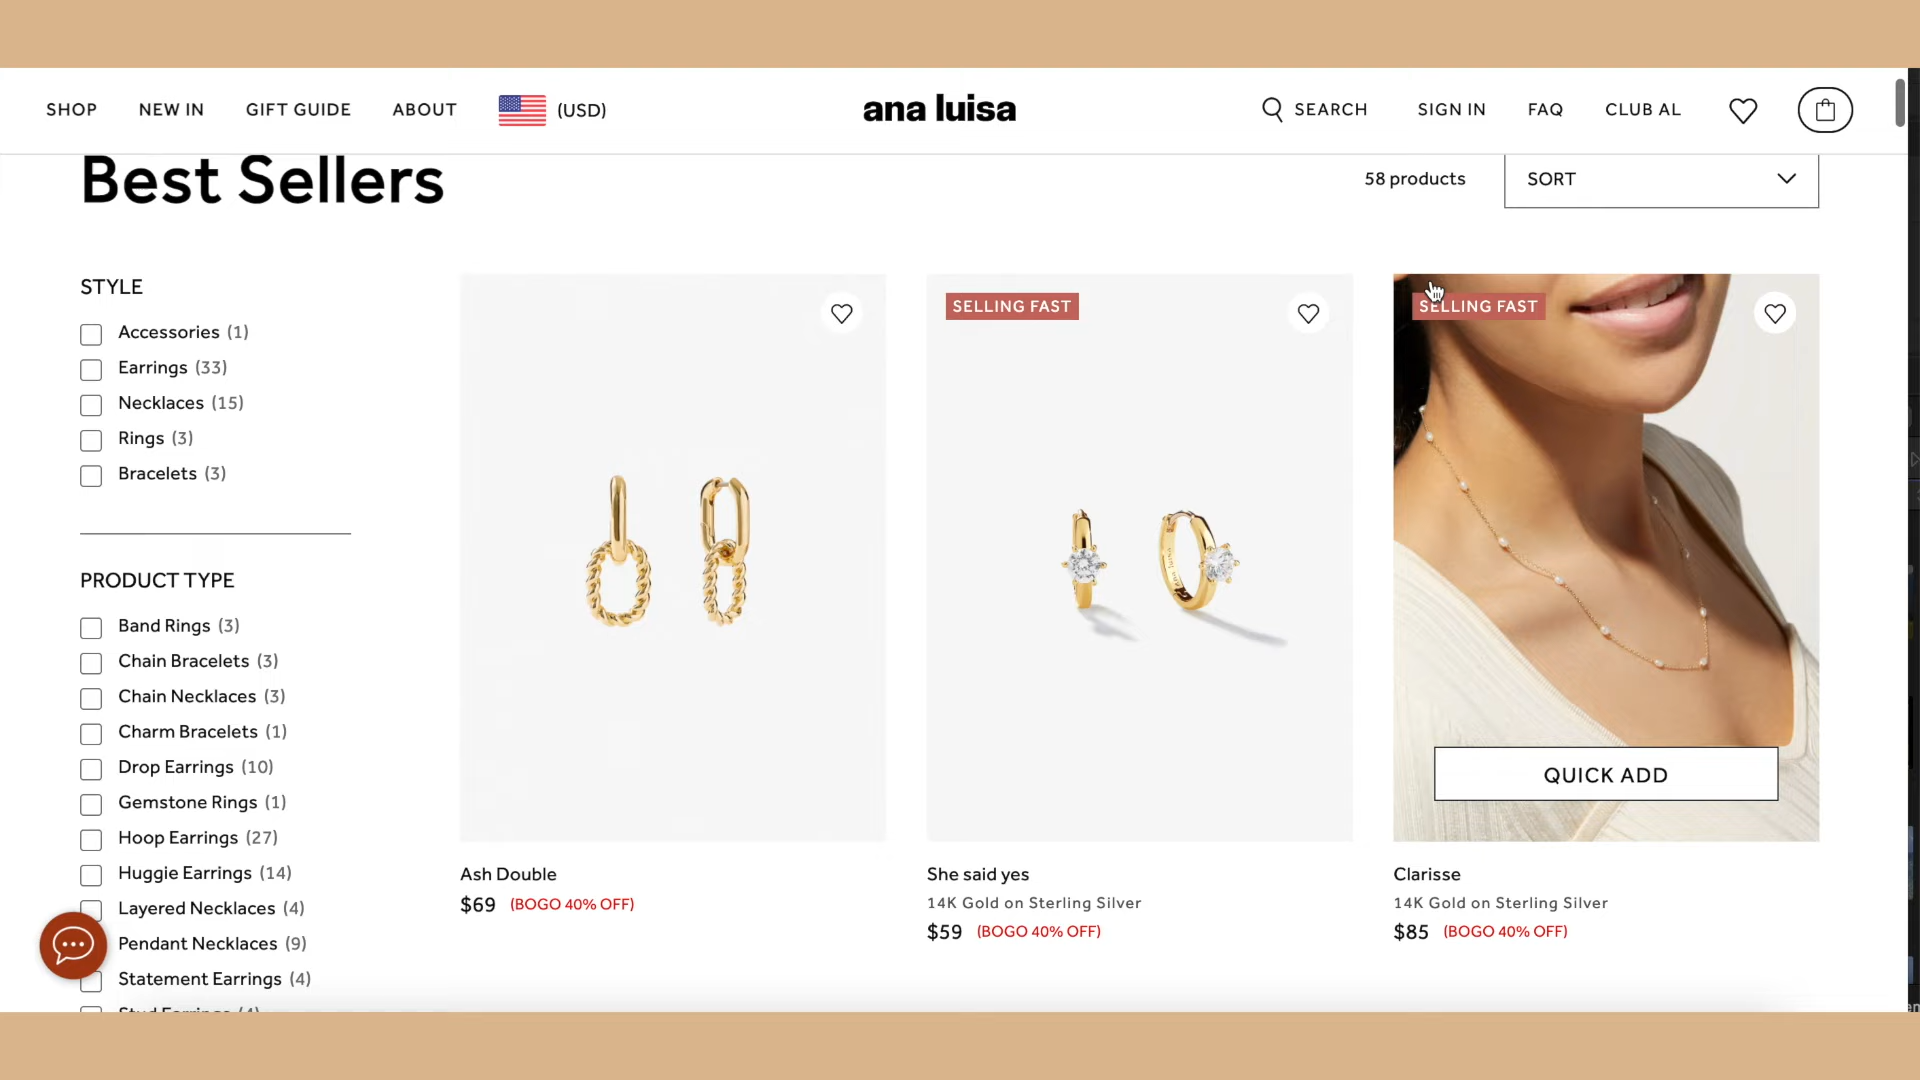 SHOP NEW IN GIFT GUIDE ABOUT (USD) ana luisa SEARCH SIGN IN FAQ CLUB AL
Best Sellers
58 products
SORT
STYLE
Accessories (1)
Earrings (33)
Necklaces (15)
Rings (3)
Bracelets (3)
PRODUCT TYPE
Band Rings (3)
Chain Bracelets (3)
Chain Necklaces (3)
Charm Bracelets (1)
Drop Earrings (10)
Gemstone Rings (1)
Hoop Earrings (27)
Huggie Earrings (14)
Layered Necklaces (4)
Pendant Necklaces (9)
Statement Earrings (4)
Ash Double
$69 (BOGO 40% OFF)
SELLING FAST
She said yes
14K Gold on Sterling Silver
$59 (BOGO 40% OFF)
SELLING FAST
QUICK ADD
Clarisse
14K Gold on Sterling Silver
$85 (BOGO 40% OFF)